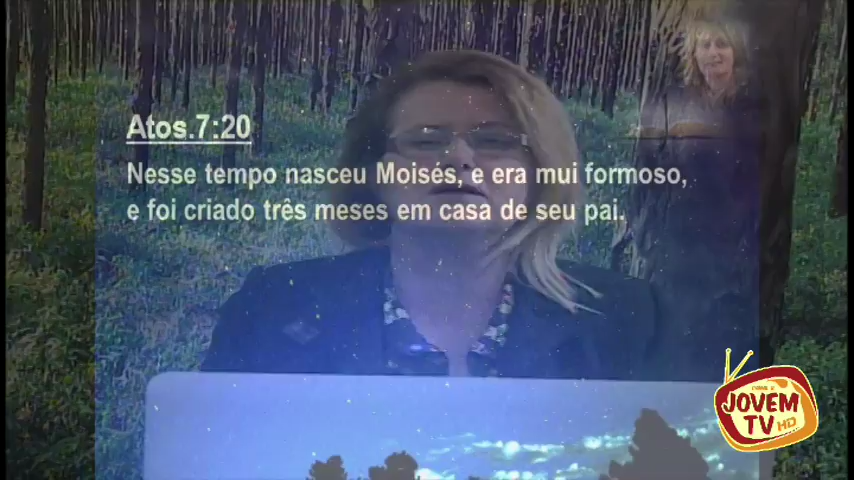 Atos.7:20
Nesse tempo nasceu Moisés, e era mui formoso,
e foi criado três meses em casa de seu pai.
JOVEM
TV HD